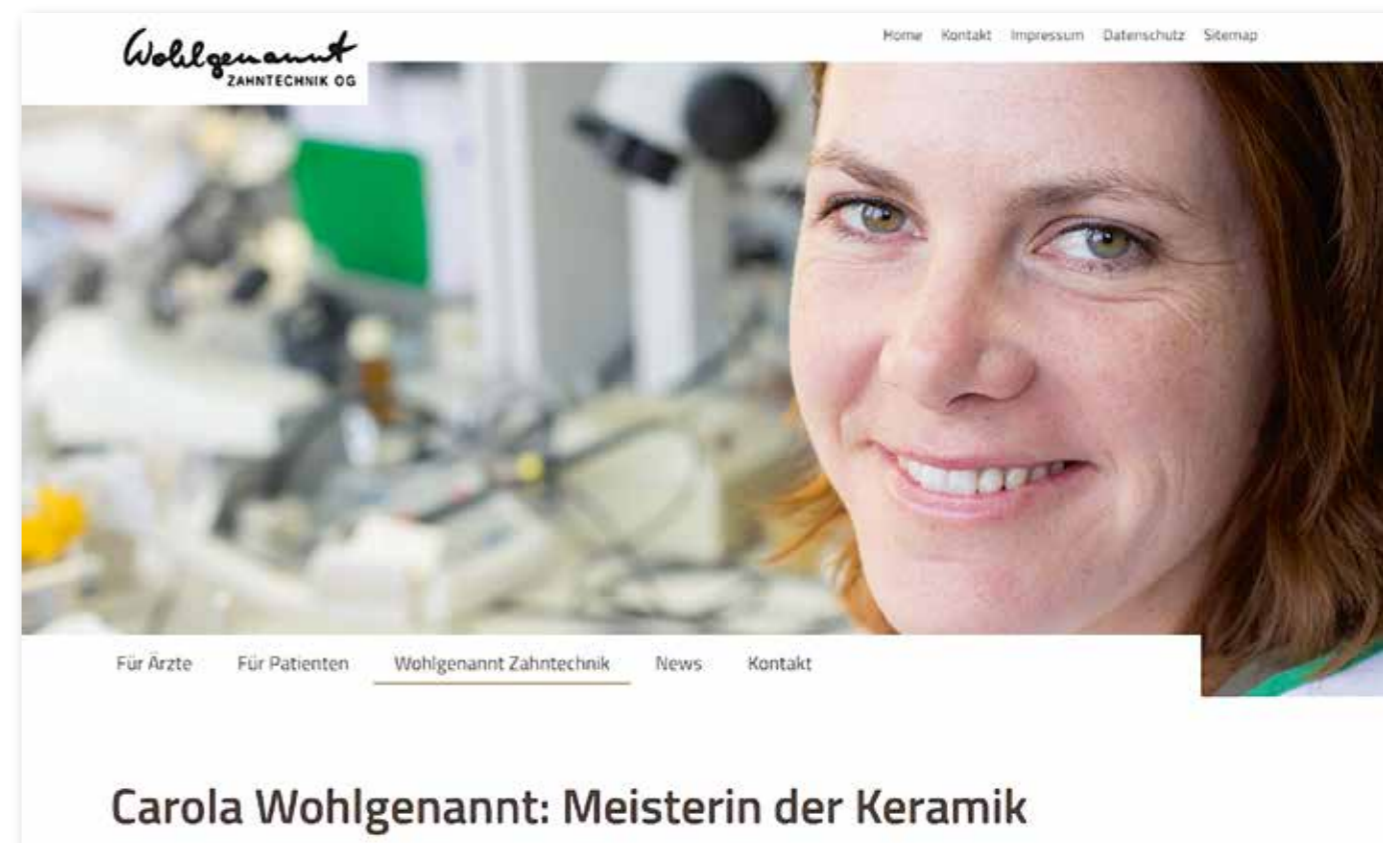 Wohlgenannt
ZAHNTECHNIK OG
Home Kontakt Impressum Datenschutz Sitemap
Für Ärzte Für Patienten Wohlgenannt Zahntechnik News Kontakt
Carola Wohlgenannt: Meisterin der Keramik